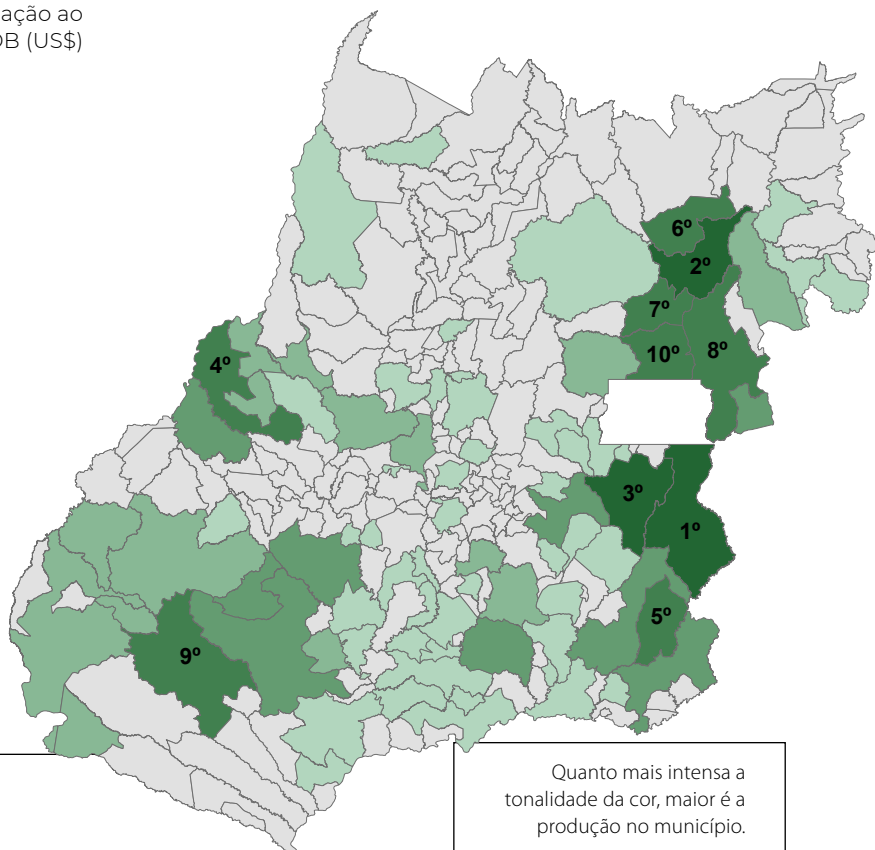 ação ao
OB (US$)
6º
2º
7º
4º
10º
8º
3º
1º
5º
9º
Quanto mais intensa a
tonalidade da cor, maior é a
produção no município.